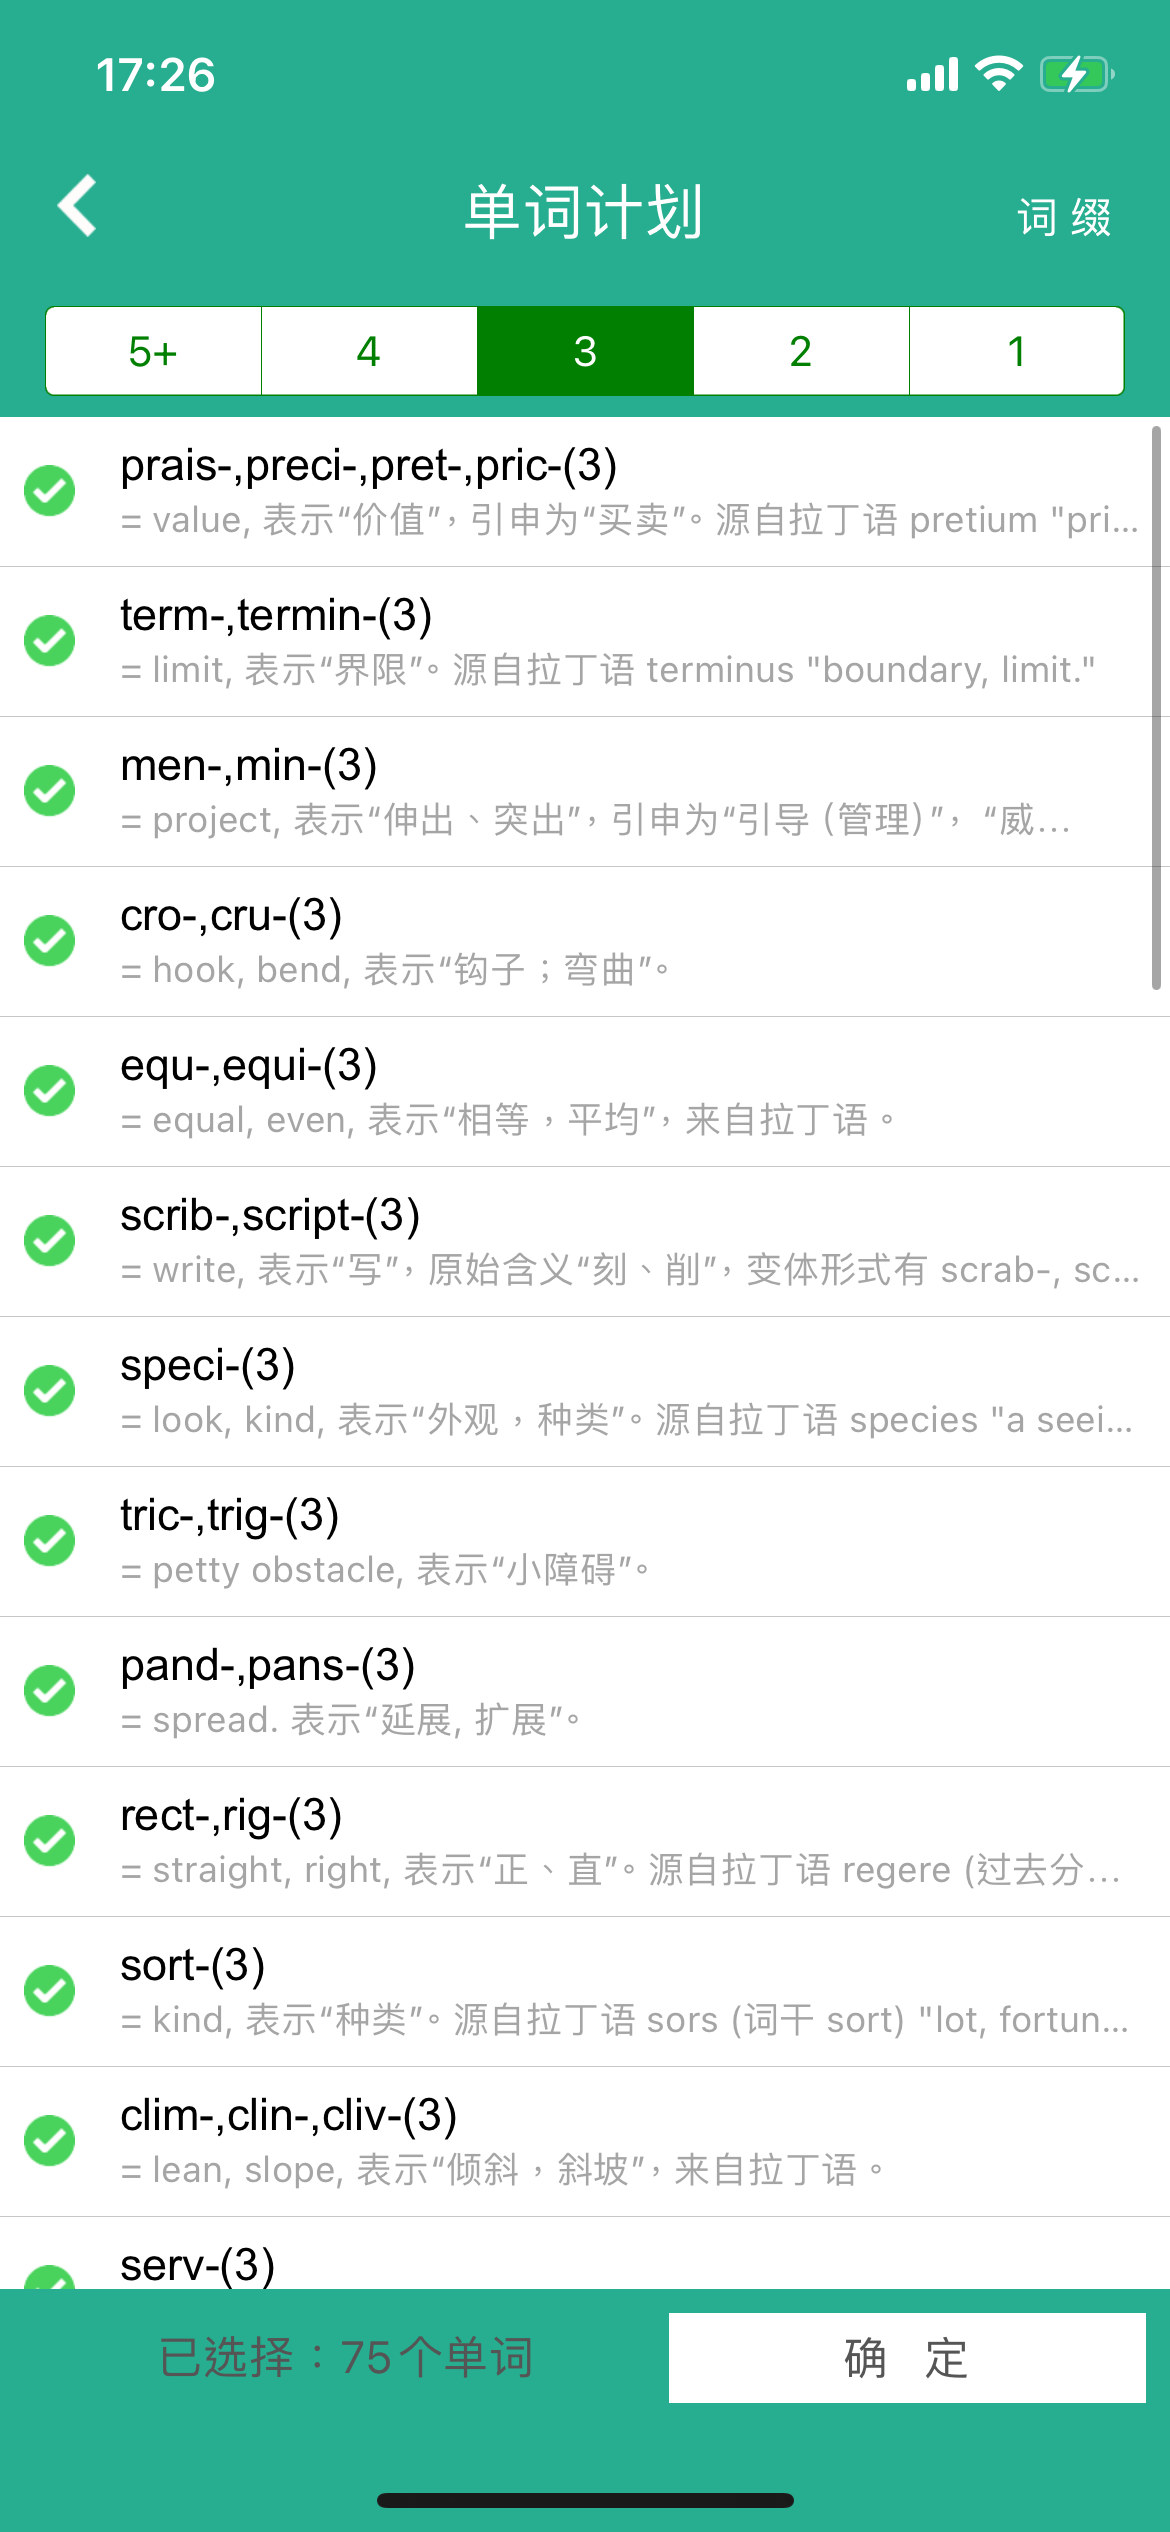 17:26
单词计划
词 缀
5+
4
3
2
1
prais-,preci-,pret-,pric-(3)
= value, 表示“价值”，引申为“买卖”。源自拉丁语 pretium "pri...
term-,termin-(3)
= limit, 表示“界限”。源自拉丁语 terminus "boundary, limit."
men-,min-(3)
= project, 表示“伸出、突出”，引申为“引导（管理）”，“威...
cro-,cru-(3)
= hook, bend, 表示“钩子；弯曲”。
equ-,equi-(3)
= equal, even, 表示“相等，平均”，来自拉丁语。
scrib-,script-(3)
= write, 表示“写”，原始含义“刻、削”，变体形式有 scrab-, sc...
speci-(3)
= look, kind, 表示“外观，种类”。源自拉丁语 species "a seei...
tric-,trig-(3)
= petty obstacle, 表示“小障碍”。
pand-,pans-(3)
= spread. 表示“延展, 扩展”。
rect-,rig-(3)
= straight, right, 表示“正、直”。源自拉丁语 regere (过去分...
sort-(3)
= kind, 表示“种类”。源自拉丁语 sors (词干 sort) "lot, fortun...
clim-,clin-,cliv-(3)
= lean, slope, 表示“倾斜，斜坡”，来自拉丁语。
serv-(3)
已选择：75个单词
确 定